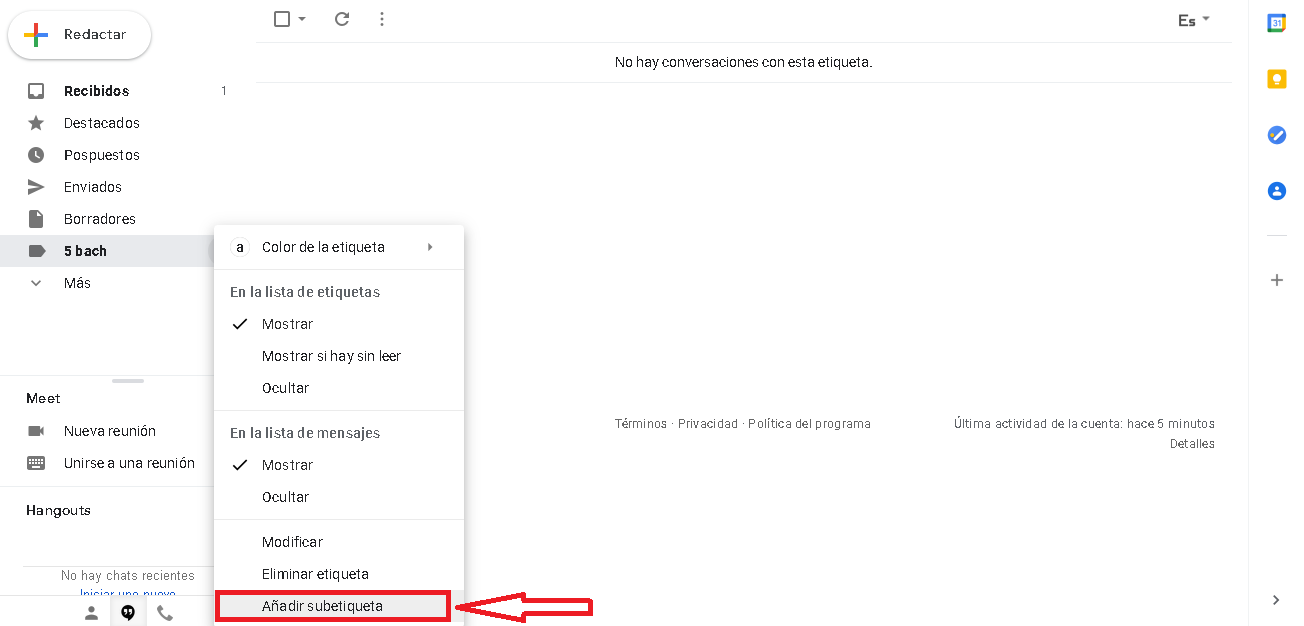 Redactar
Es
No hay conversaciones con esta etiqueta.
Recibidos 1
Destacados
Pospuestos
Enviados
Borradores
5 bach
Más
a Color de la etiqueta
En la lista de etiquetas
Mostrar
Mostrar si hay sin leer
Ocultar
En la lista de mensajes
Mostrar
Ocultar
Modificar
Eliminar etiqueta
Añadir subetiqueta
Meet
Nueva reunión
Unirse a una reunión
Hangouts
No hay chats recientes
Iniciar uno nuevo
Términos · Privacidad · Política del programa
Última actividad de la cuenta: hace 5 minutos
Detalles
31